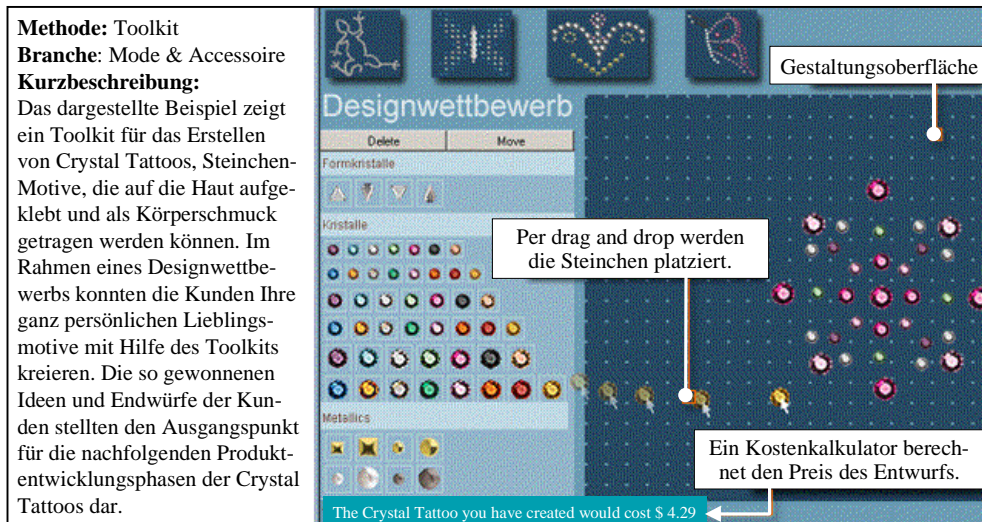 Methode: Toolkit
Branche: Mode & Accessoire
Kurzbeschreibung:
Das dargestellte Beispiel zeigt
ein Toolkit für das Erstellen
von Crystal Tattoos, Steinchen-
Motive, die auf die Haut aufge-
klebt und als Körperschmuck
getragen werden können. Im
Rahmen eines Designwettbe-
werbs konnten die Kunden Ihre
ganz persönlichen Lieblings-
motive mit Hilfe des Toolkits
kreieren. Die so gewonnenen
Ideen und Endwürfe der Kun-
den stellten den Ausgangspunkt
für die nachfolgenden Produkt-
entwicklungsphasen der Crystal
Tattoos dar.
Gestaltungsoberfläche
Designwettbewerb
Delete Move
Formkristalle
Kristalle
Per drag and drop werden
die Steinchen platziert.
Metallics
Ein Kostenkalkulator berech-
net den Preis des Entwurfs.
The Crystal Tattoo you have created would cost $ 4.29